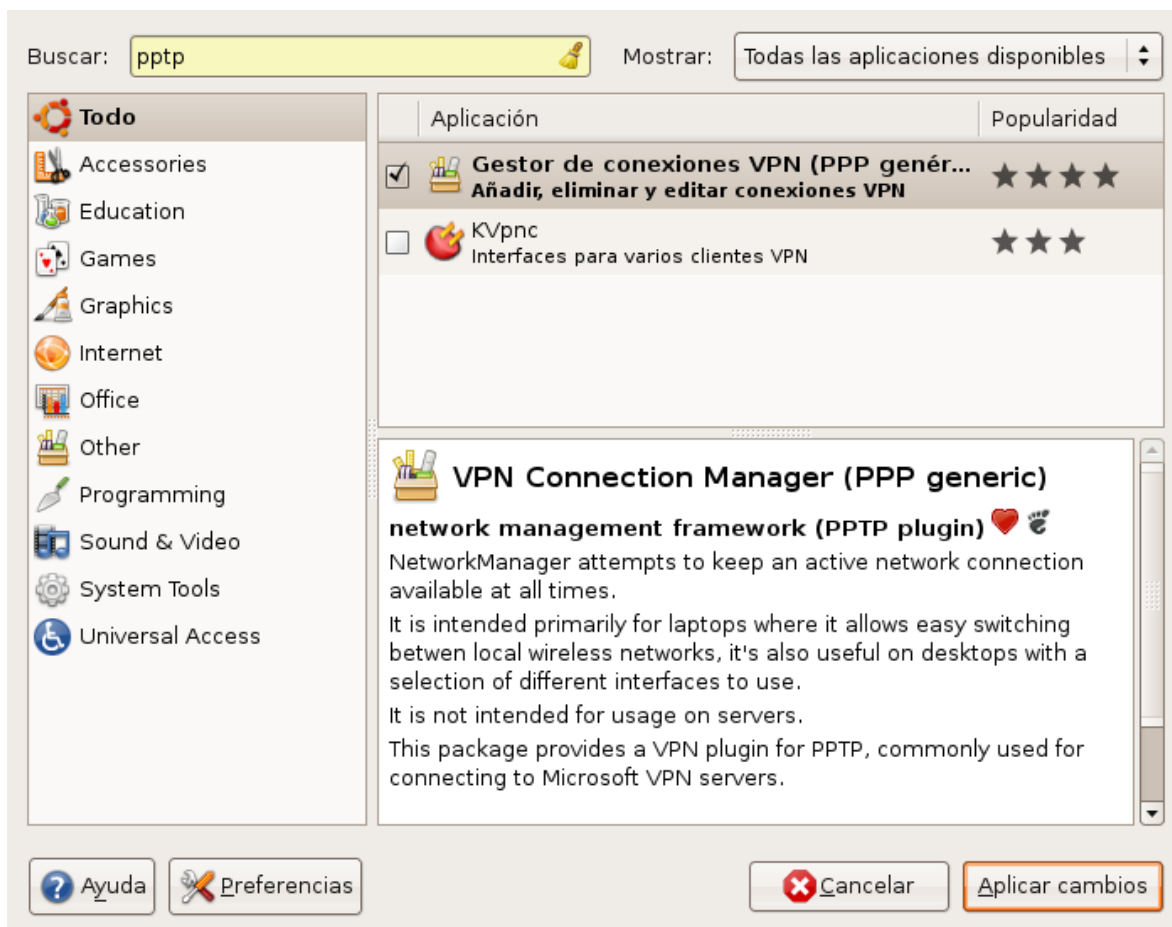 Buscar: pptp Mostrar: Todas las aplicaciones disponibles
Todo
Accessories
Education
Games
Graphics
Internet
Office
Other
Programming
Sound & Video
System Tools
Universal Access
Aplicación Popularidad
Gestor de conexiones VPN (PPP genér...
Añadir, eliminar y editar conexiones VPN
KVpnc
Interfaces para varios clientes VPN
VPN Connection Manager (PPP generic)
network management framework (PPTP plugin)
NetworkManager attempts to keep an active network connection
available at all times.
It is intended primarily for laptops where it allows easy switching
betwen local wireless networks, it's also useful on desktops with a
selection of different interfaces to use.
It is not intended for usage on servers.
This package provides a VPN plugin for PPTP, commonly used for
connecting to Microsoft VPN servers.
Ayuda Preferencias Cancelar Aplicar cambios